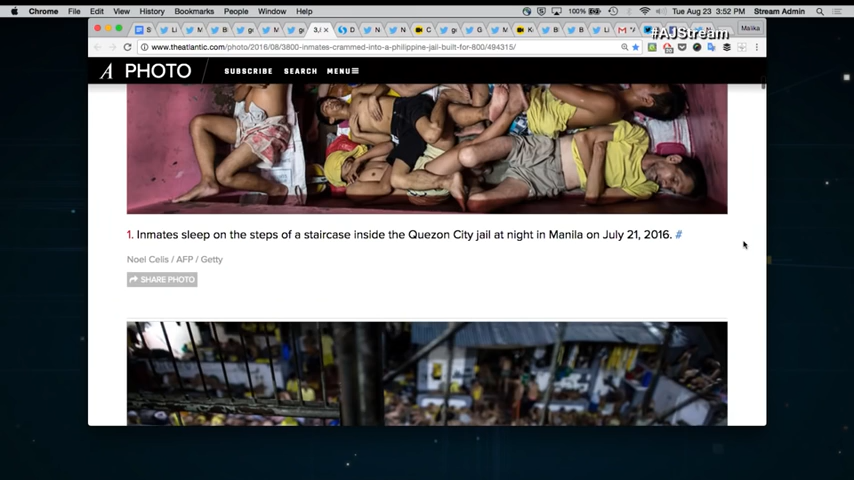 Chrome File Edit View History Bookmarks People Window Help 100% Tue Aug 23 3:52 PM Stream Admin
Malika
#AJStream
www.theatlantic.com/photo/2016/08/3800-inmates-crammed-into-a-philippine-jail-built-for-800/494315/
A PHOTO SUBSCRIBE SEARCH MENU
1. Inmates sleep on the steps of a staircase inside the Quezon City jail at night in Manila on July 21, 2016. #
Noel Celis / AFP / Getty
SHARE PHOTO